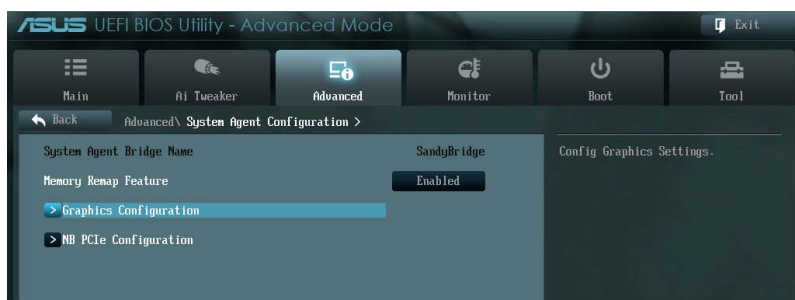 ASUS UEFI BIOS Utility - Advanced Mode
Exit
Main Ai Tweaker Advanced Monitor Boot Tool
Back Advanced\ System Agent Configuration >
System Agent Bridge Name SandyBridge
Config Graphics Settings.
Memory Remap Feature Enabled
> Graphics Configuration
> NB PCIe Configuration